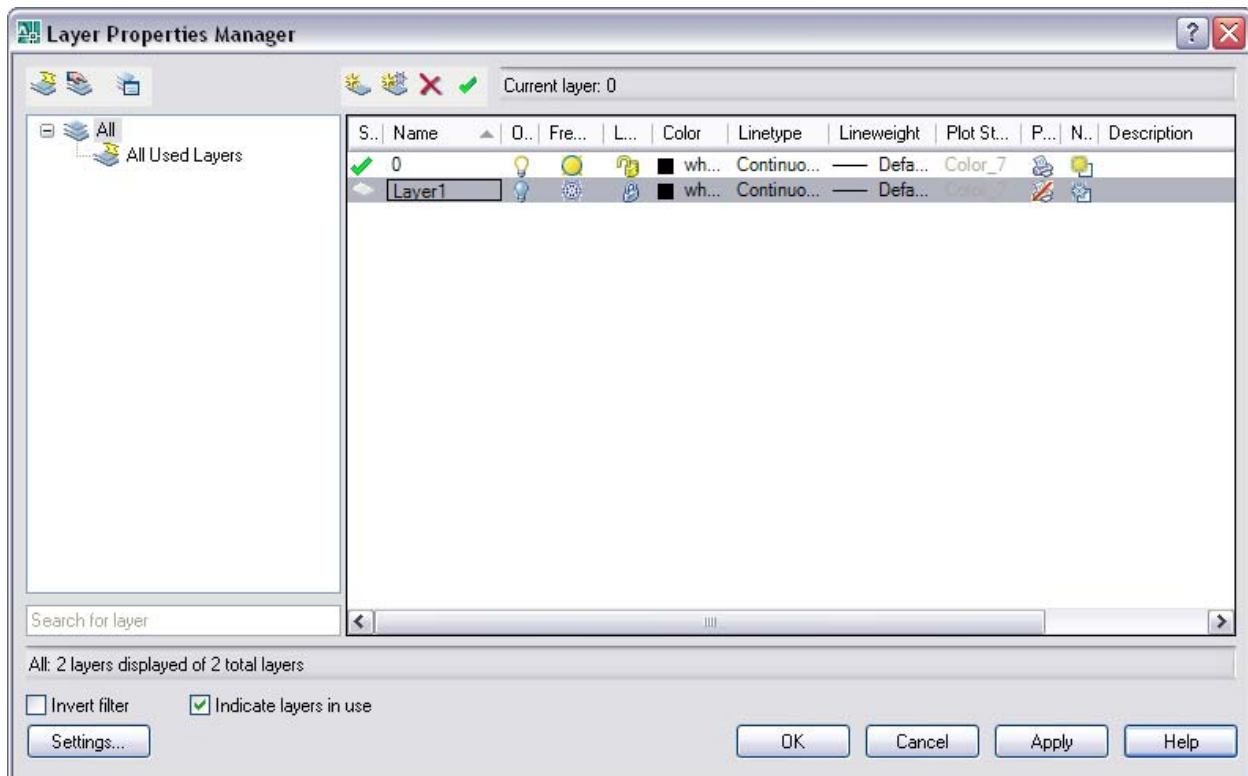 Layer Properties Manager
Current layer: 0
All
All Used Layers
S.. Name O.. Fre... L... Color Linetype Lineweight Plot St... P... N.. Description
0 wh... Continuo... Defa... Color_7
Layer1 wh... Continuo... Defa... Color_7
Search for layer
All: 2 layers displayed of 2 total layers
Invert filter Indicate layers in use
Settings... OK Cancel Apply Help